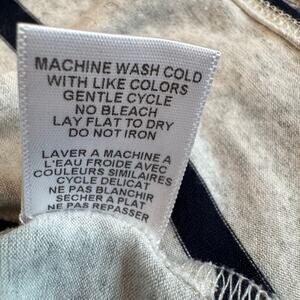 MACHINE WASH COLD
WITH LIKE COLORS
GENTLE CYCLE
NO BLEACH
LAY FLAT TO DRY
DO NOT IRON
LAVER A MACHINE A
L'EAU FROIDE AVEC
COULEURS SIMILAIRES
CYCLE DELICAT
NE PAS BLANCHIR
SECHER A PLAT
NE PAS REPASSER